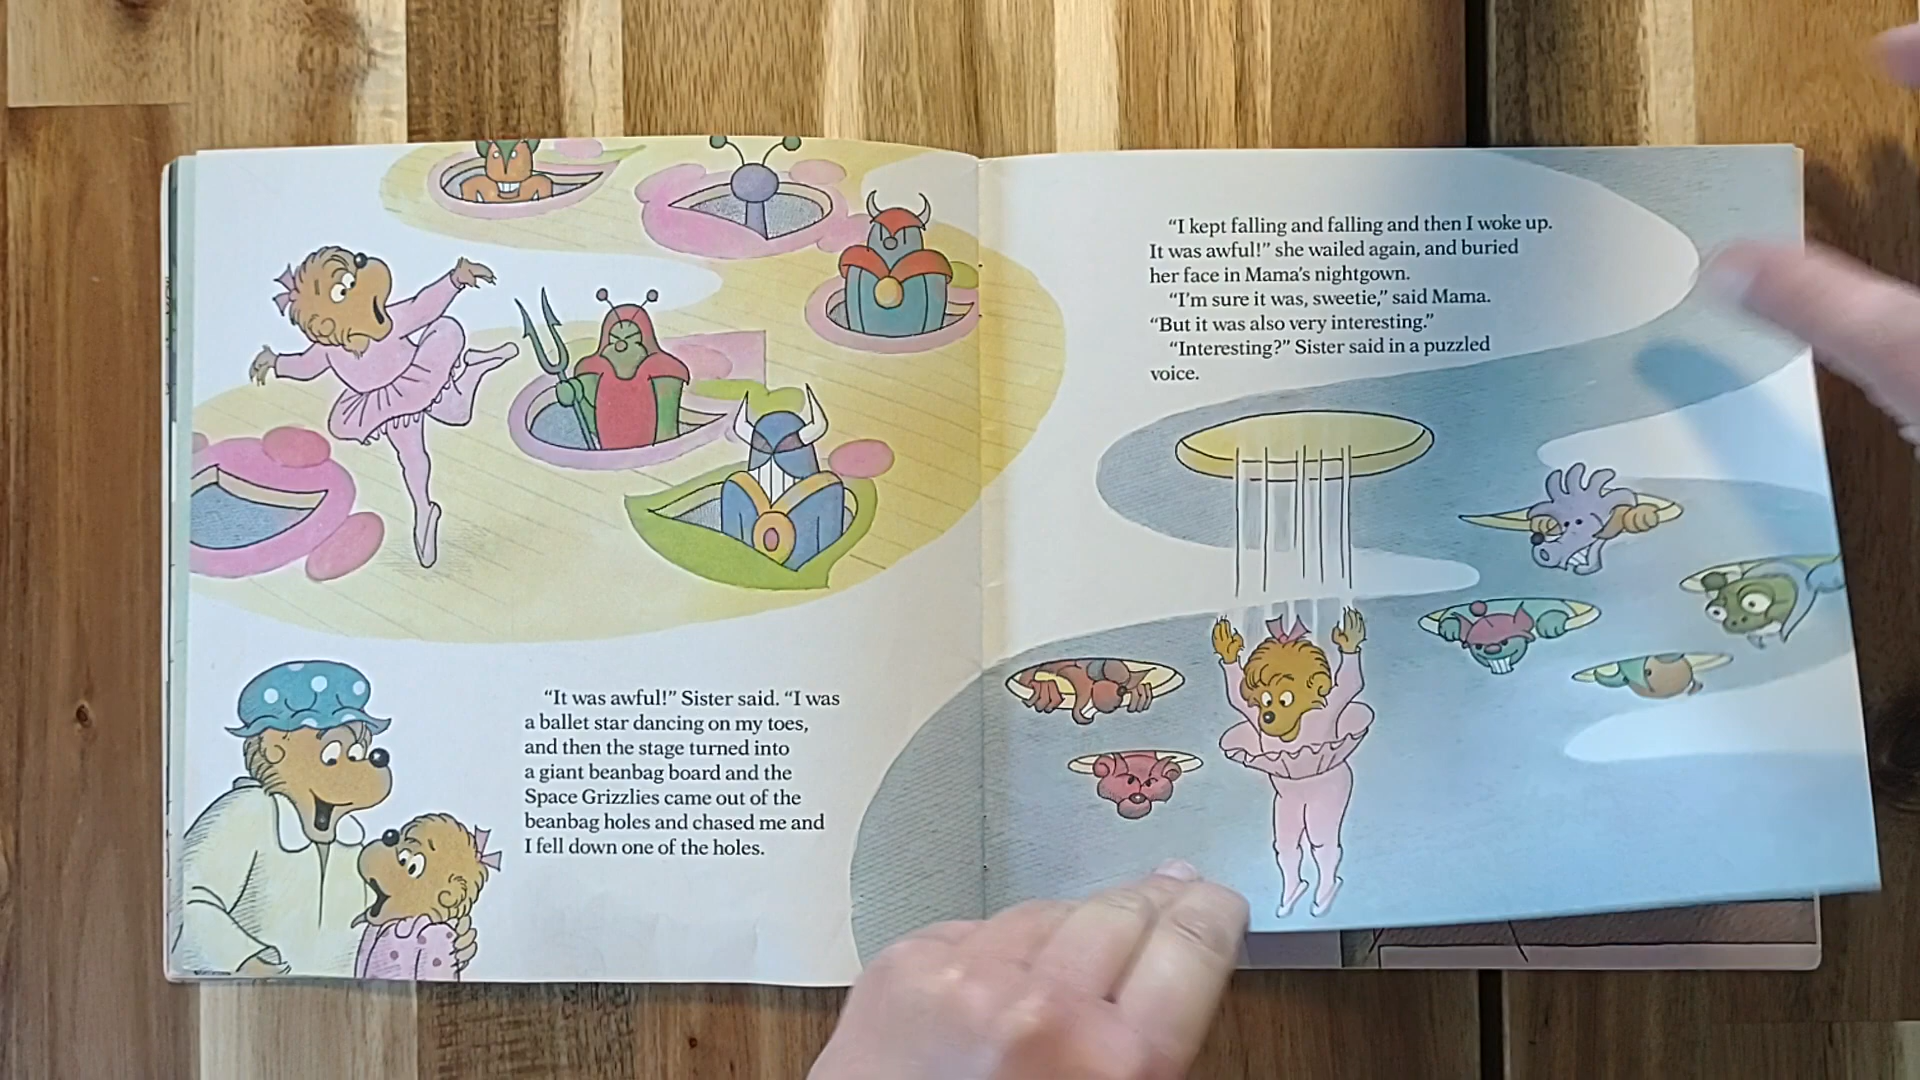 “It was awful!” Sister said. “I was
a ballet star dancing on my toes,
and then the stage turned into
a giant beanbag board and the
Space Grizzlies came out of the
beanbag holes and chased me and
I fell down one of the holes.
“I kept falling and falling and then I woke up.
It was awful!” she wailed again, and buried
her face in Mama’s nightgown.
“I’m sure it was, sweetie,” said Mama.
“But it was also very interesting.”
“Interesting?” Sister said in a puzzled
voice.